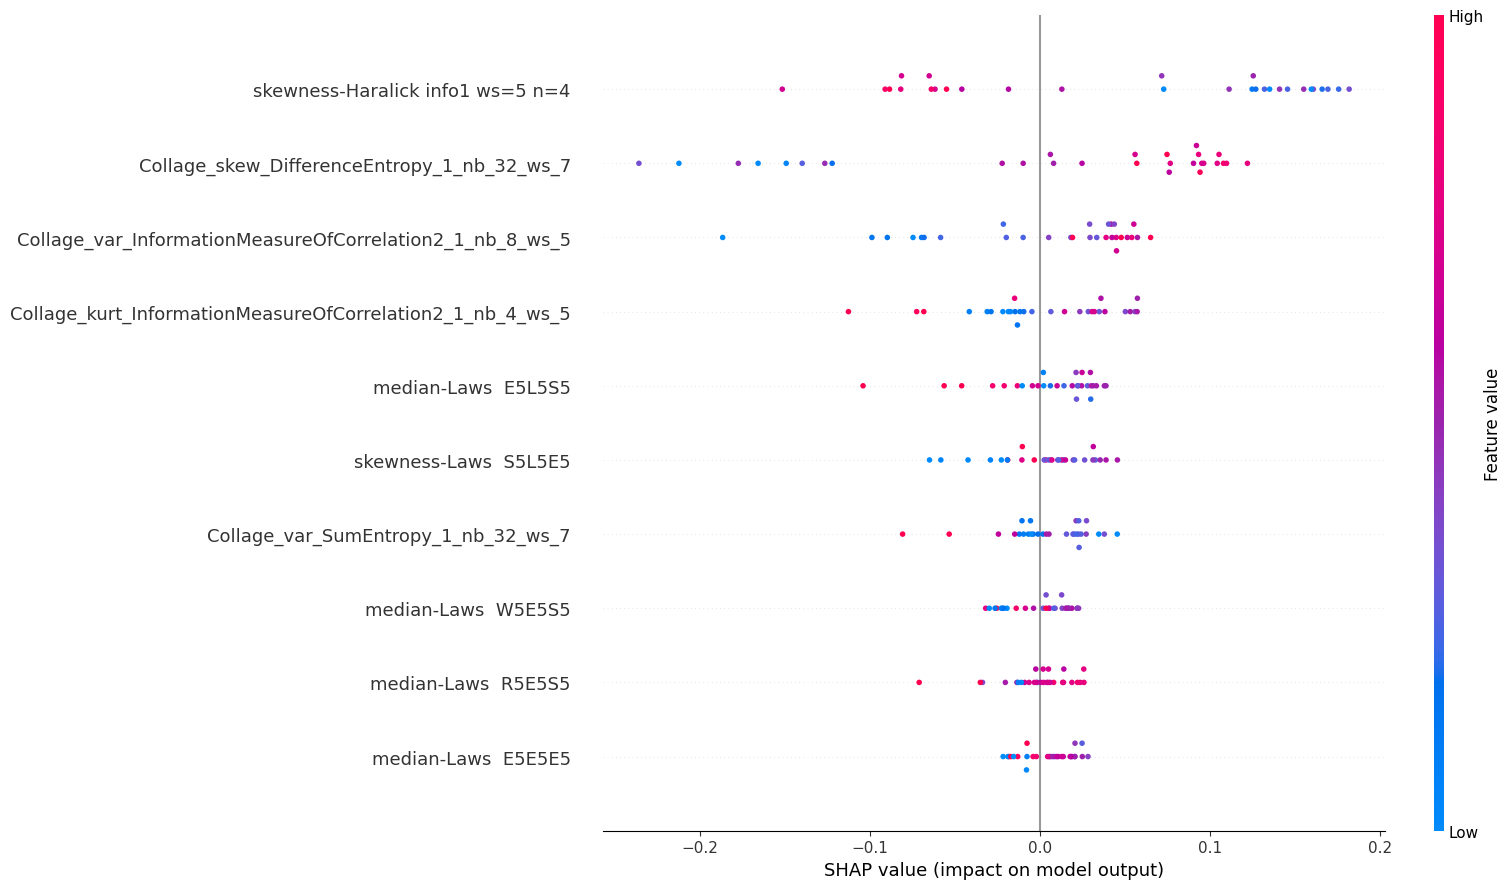 High
skewness-Haralick info1 ws=5 n=4
Collage_skew_DifferenceEntropy_1_nb_32_ws_7
Collage_var_InformationMeasureOfCorrelation2_1_nb_8_ws_5
Collage_kurt_InformationMeasureOfCorrelation2_1_nb_4_ws_5
median-Laws  E5L5S5
skewness-Laws  S5L5E5
Collage_var_SumEntropy_1_nb_32_ws_7
median-Laws  W5E5S5
median-Laws  R5E5S5
median-Laws  E5E5E5
Feature value
Low
−0.2 −0.1 0.0 0.1 0.2
SHAP value (impact on model output)